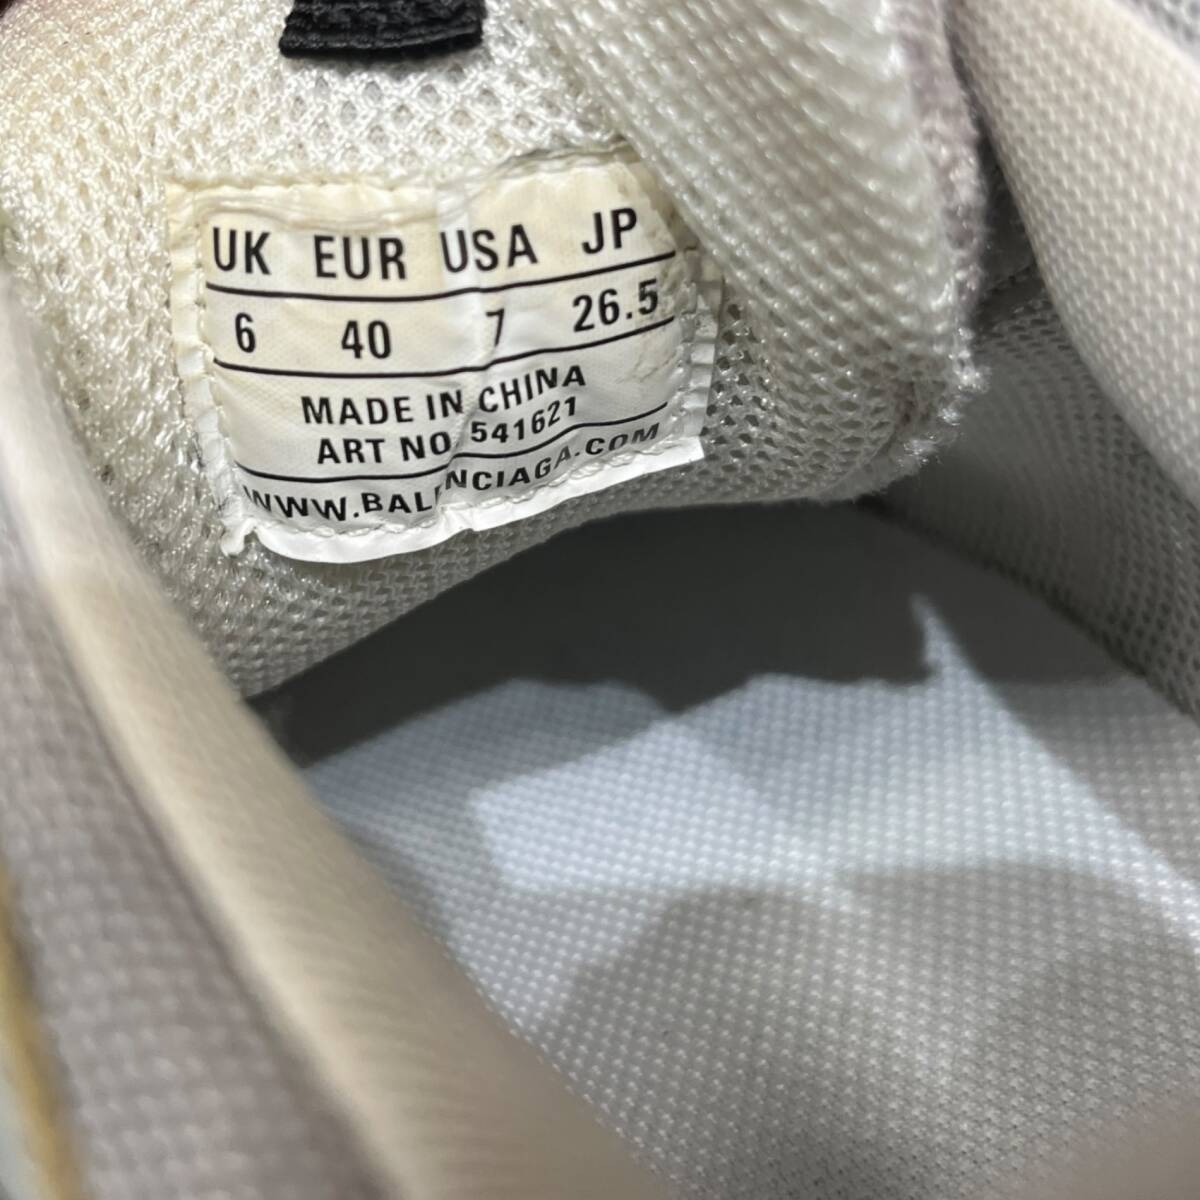 UK EUR USA JP
6 40 7 26.5
MADE IN CHINA
ART NO 541621
WWW.BALENCIAGA.COM